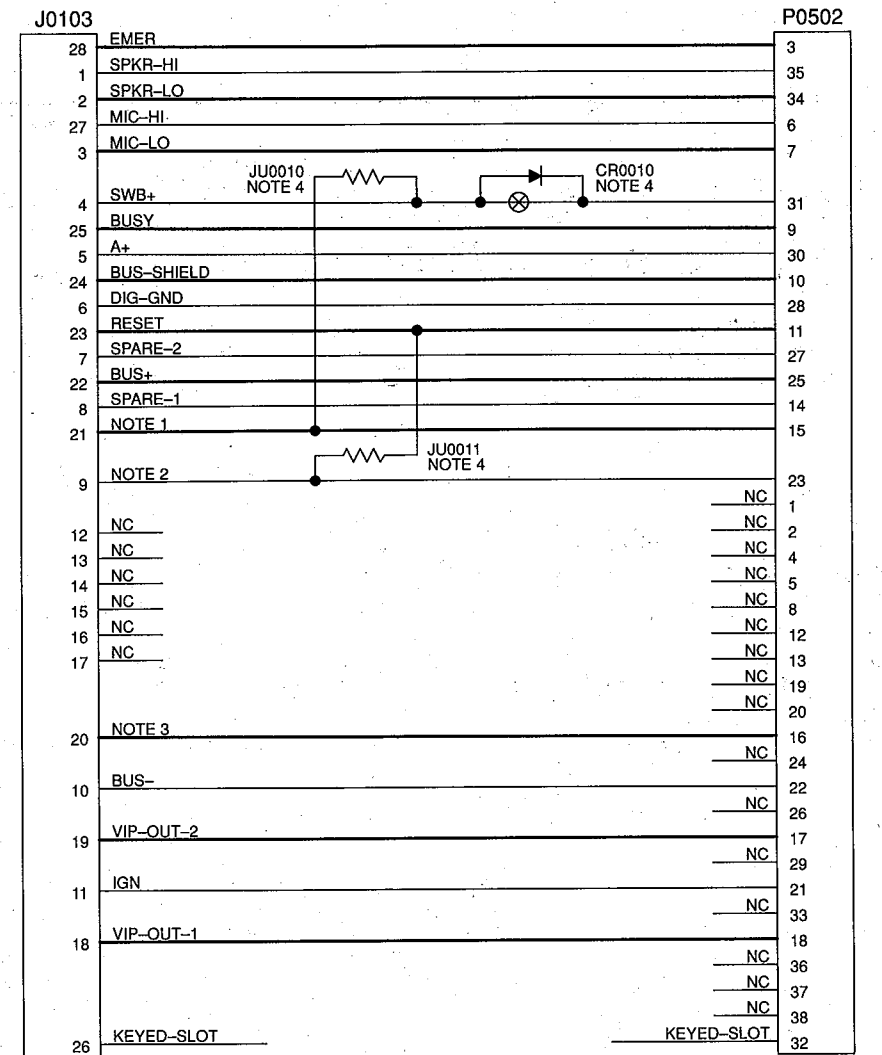 J0103 P0502
28 EMER 3
1 SPKR-HI 35
2 SPKR-LO 34
27 MIC-HI 6
3 MIC-LO 7
JU0010 CR0010
NOTE 4 NOTE 4
4 SWB+ 31
25 BUSY 9
5 A+ 30
24 BUS-SHIELD 10
6 DIG-GND 28
23 RESET 11
7 SPARE-2 27
22 BUS+ 25
8 SPARE-1 14
21 NOTE 1 15
JU0011
NOTE 4
9 NOTE 2 23
NC 1
12 NC NC 2
13 NC NC 4
14 NC NC 5
15 NC NC 8
16 NC NC 12
17 NC NC 13
NC 19
NC 20
20 NOTE 3 16
NC 24
10 BUS- 22
NC 26
19 VIP-OUT-2 17
NC 29
11 IGN 21
NC 33
18 VIP-OUT-1 18
NC 36
NC 37
NC 38
26 KEYED-SLOT KEYED-SLOT 32